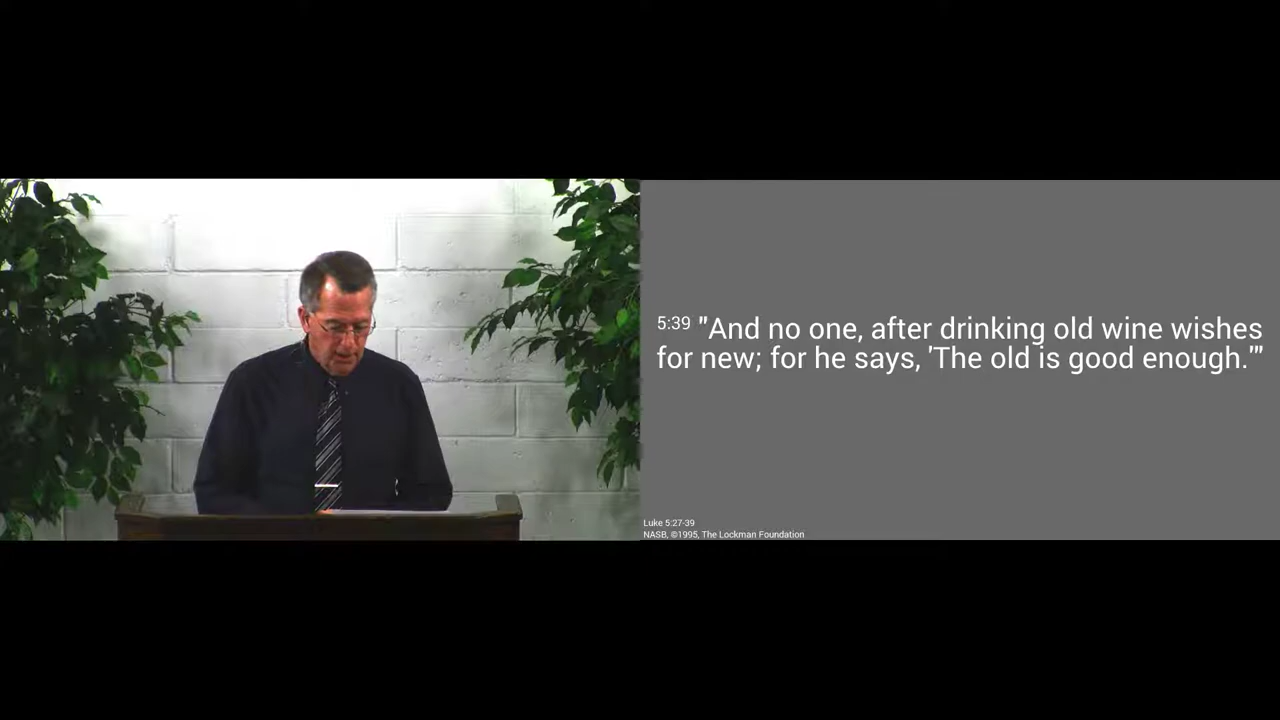 5:39 "And no one, after drinking old wine wishes
for new; for he says, 'The old is good enough.'"
Luke 5:27-39
NASB, ©1995, The Lockman Foundation